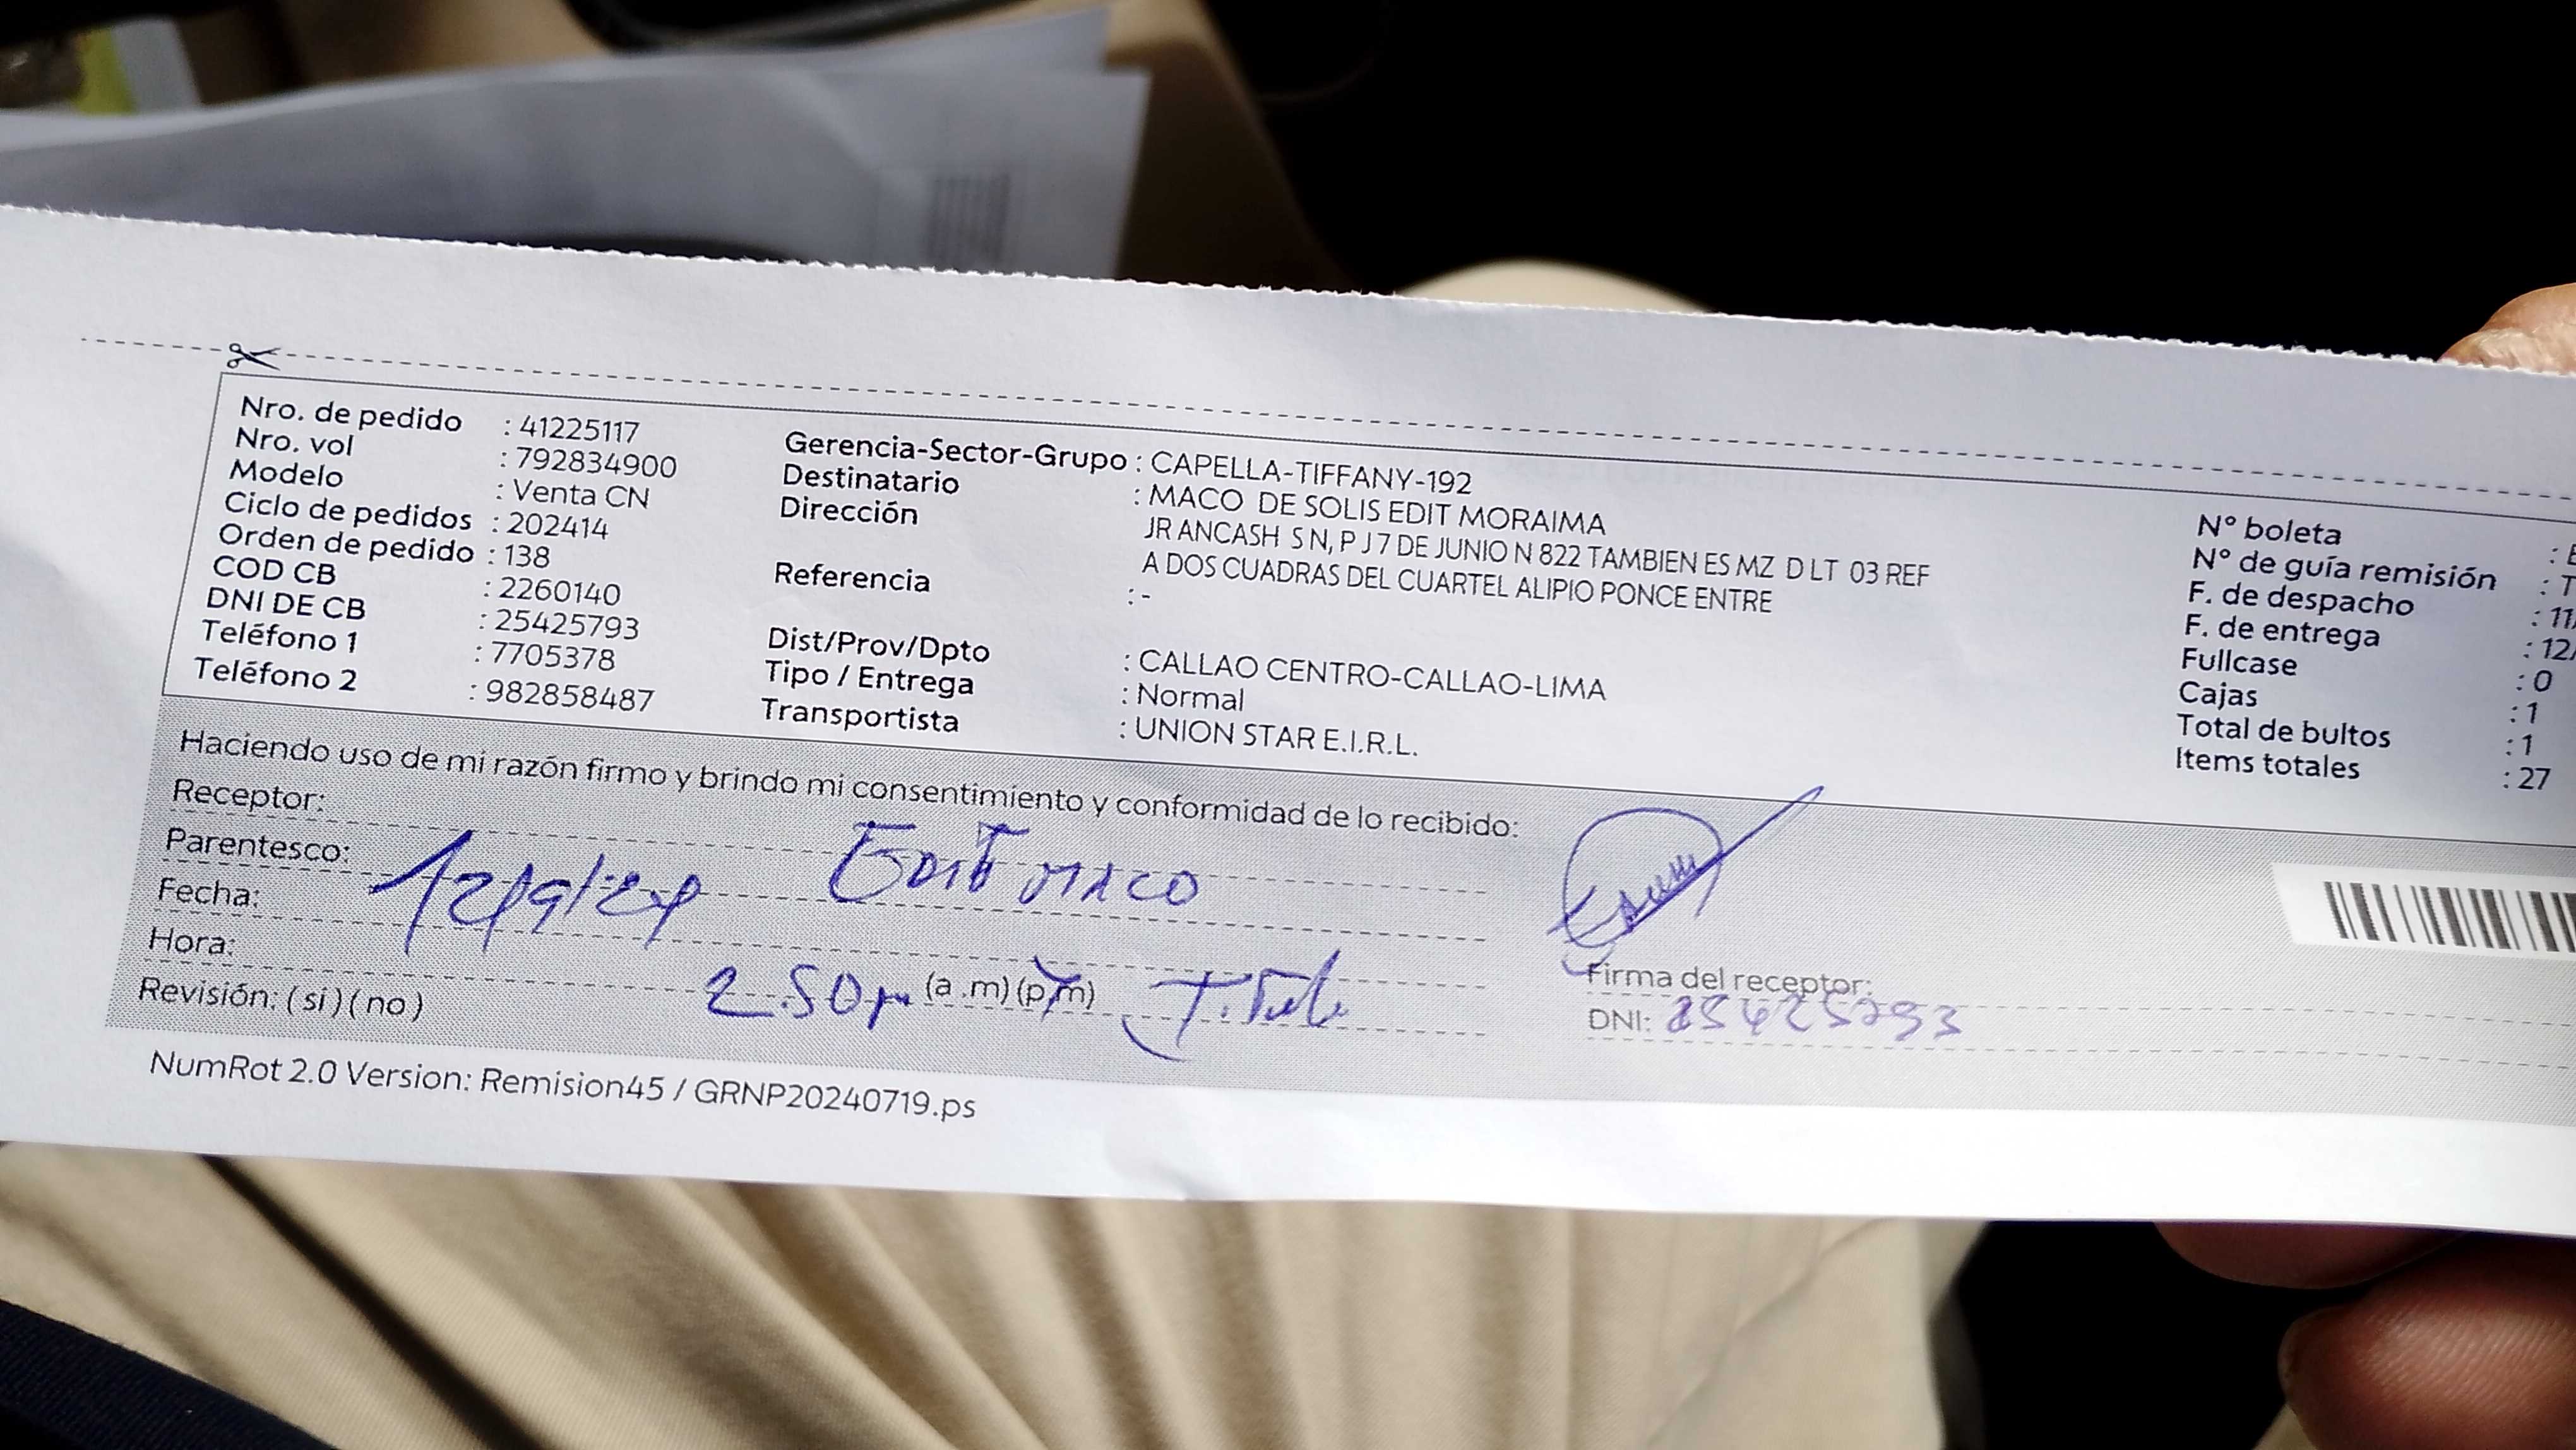 Nro. de pedido : 41225117
Nro. vol : 792834900
Modelo : Venta CN
Ciclo de pedidos : 202414
Orden de pedido : 138
COD CB : 2260140
DNI DE CB : 25425793
Teléfono 1 : 7705378
Teléfono 2 : 982858487
Gerencia-Sector-Grupo : CAPELLA-TIFFANY-192
Destinatario : MACO DE SOLIS EDIT MORAIMA
Dirección JR ANCASH S N, P J 7 DE JUNIO N 822 TAMBIEN ES MZ D LT 03 REF
A DOS CUADRAS DEL CUARTEL ALIPIO PONCE ENTRE
Referencia : -
Dist/Prov/Dpto : CALLAO CENTRO-CALLAO-LIMA
Tipo / Entrega : Normal
Transportista : UNION STAR E.I.R.L.
N° boleta :
N° de guía remisión : T
F. de despacho : 11/
F. de entrega : 12/
Fullcase : 0
Cajas : 1
Total de bultos : 1
Items totales : 27
Haciendo uso de mi razón firmo y brindo mi consentimiento y conformidad de lo recibido:
Receptor: Edit Maco
Parentesco:
Fecha: 12/9/24
Hora: 2.50 pm (a .m) (p.m)
Revisión: ( si ) ( no )
Firma del receptor:
DNI: 25425793
NumRot 2.0 Version: Remision45 / GRNP20240719.ps